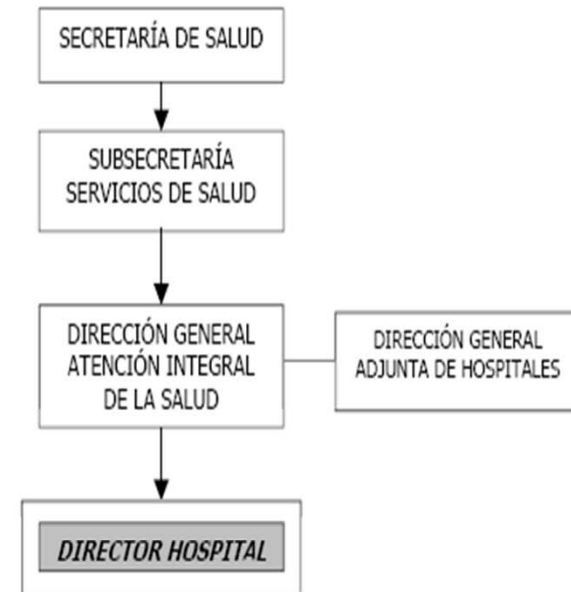 SECRETARÍA DE SALUD
SUBSECRETARÍA
SERVICIOS DE SALUD
DIRECCIÓN GENERAL
ATENCIÓN INTEGRAL
DE LA SALUD
DIRECCIÓN GENERAL
ADJUNTA DE HOSPITALES
DIRECTOR HOSPITAL